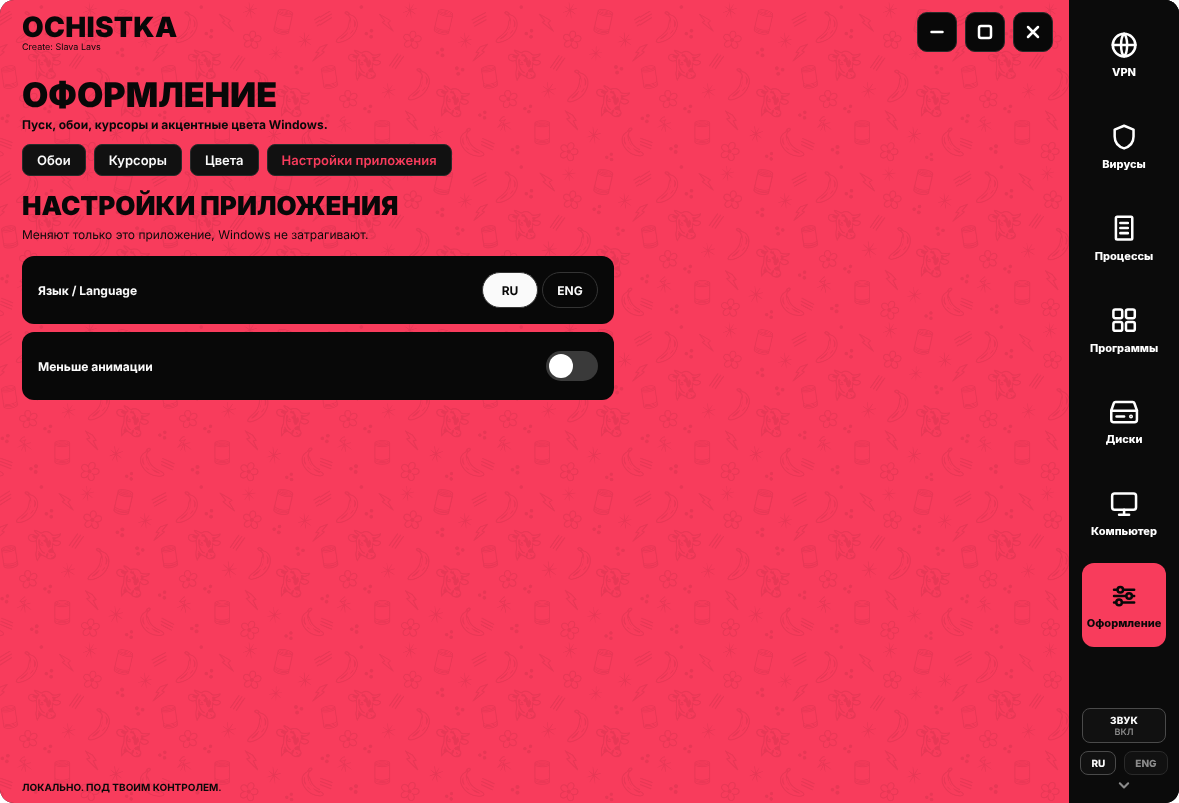 OCHISTKA
Create: Slava Lavs
ОФОРМЛЕНИЕ
Пуск, обои, курсоры и акцентные цвета Windows.
Обои
Курсоры
Цвета
Настройки приложения
НАСТРОЙКИ ПРИЛОЖЕНИЯ
Меняют только это приложение, Windows не затрагивают.
Язык / Language
RU
ENG
Меньше анимации
ЛОКАЛЬНО. ПОД ТВОИМ КОНТРОЛЕМ.
VPN
Вирусы
Процессы
Программы
Диски
Компьютер
Оформление
ЗВУК
ВКЛ
RU
ENG